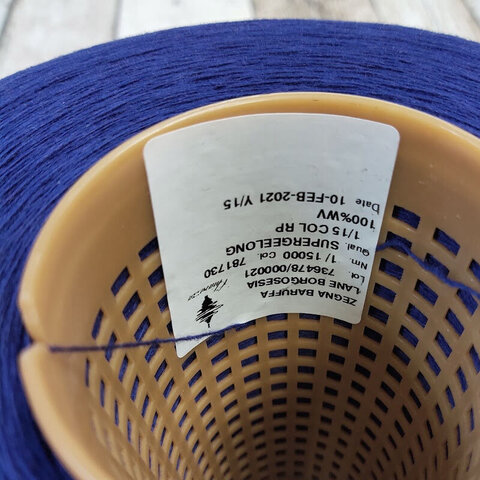 ZEGNA BARUFFA
LANE BORGOSESIA
Lot. 736478/000021
Nm. 1/ 15000 Col. 781730
Qual. SUPERGEELONG
1/15 COL RP
100%WV
Date 10-FEB-2021 Y/15